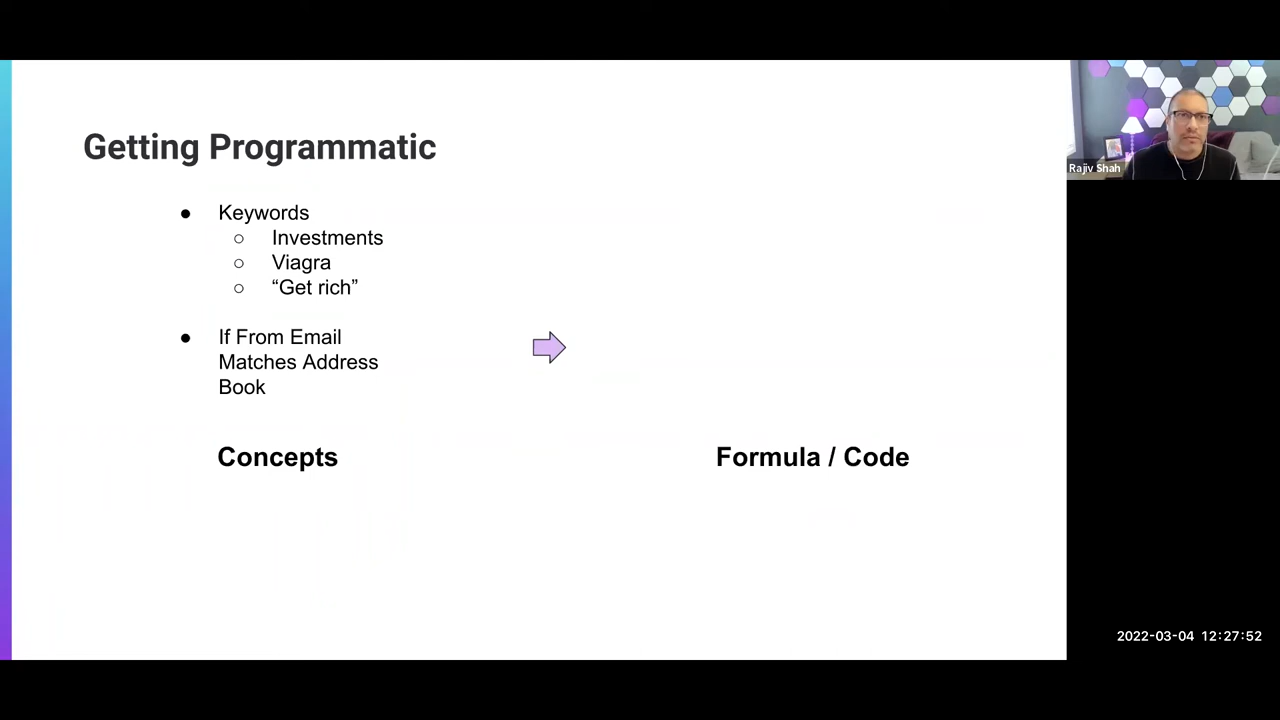 Getting Programmatic
● Keywords
○ Investments
○ Viagra
○ “Get rich”
● If From Email
Matches Address
Book
Concepts
Formula / Code
Rajiv Shah
2022-03-04 12:27:52